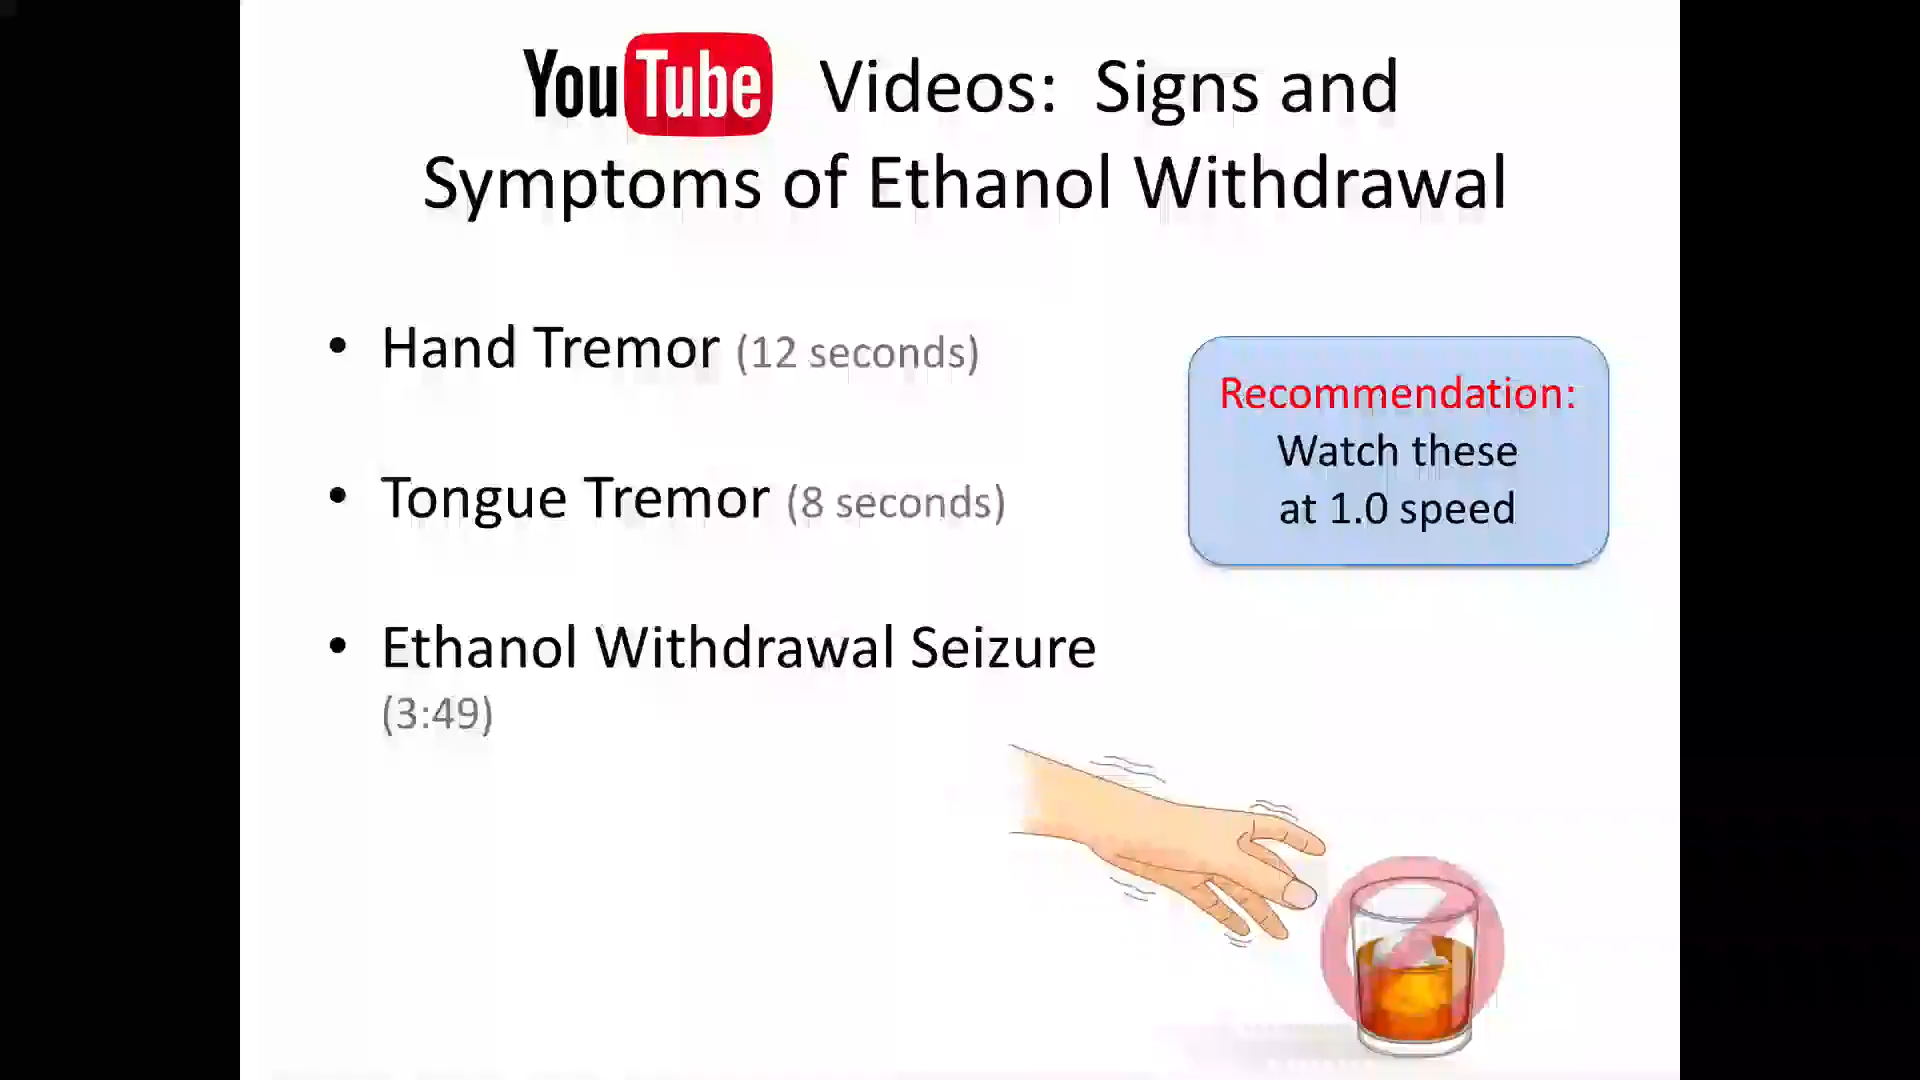 YouTube Videos: Signs and
Symptoms of Ethanol Withdrawal
• Hand Tremor (12 seconds)
• Tongue Tremor (8 seconds)
• Ethanol Withdrawal Seizure
(3:49)
Recommendation:
Watch these
at 1.0 speed